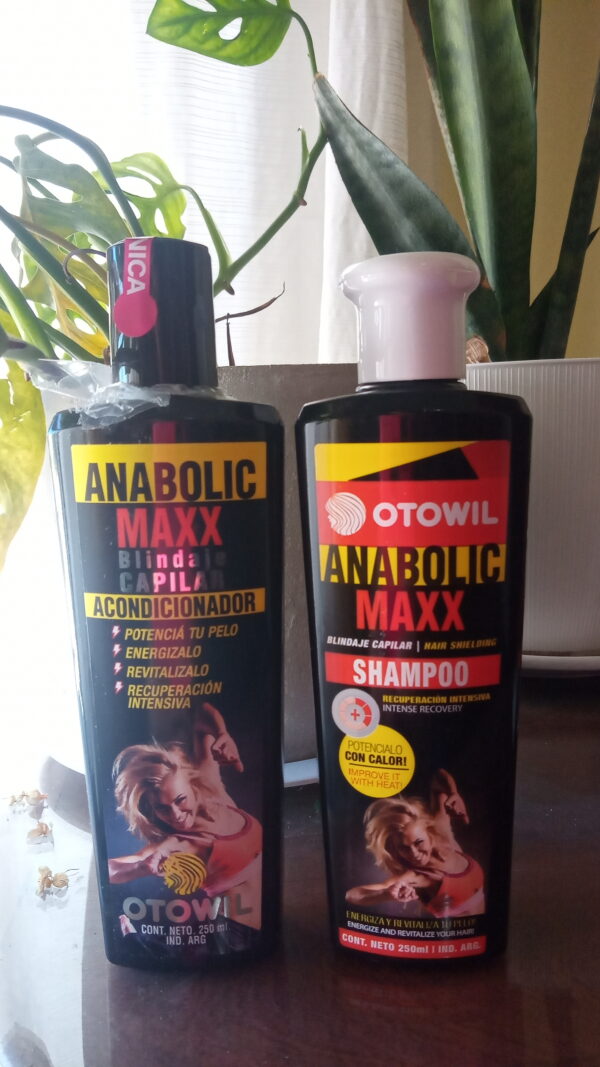 NICA
ANABOLIC
MAXX
Blindaje
CAPILAR
ACONDICIONADOR
POTENCIÁ TU PELO
ENERGIZALO
REVITALIZALO
RECUPERACIÓN
INTENSIVA
OTOWIL
CONT. NETO. 250 ml.
IND. ARG
OTOWIL
ANABOLIC
MAXX
BLINDAJE CAPILAR | HAIR SHIELDING
SHAMPOO
RECUPERACIÓN INTENSIVA
INTENSE RECOVERY
POTENCIALO
CON CALOR!
IMPROVE IT
WITH HEAT!
ENERGIZA Y REVITALIZA TU PELO!
ENERGIZE AND REVITALIZE YOUR HAIR!
CONT. NETO 250ml | IND. ARG.